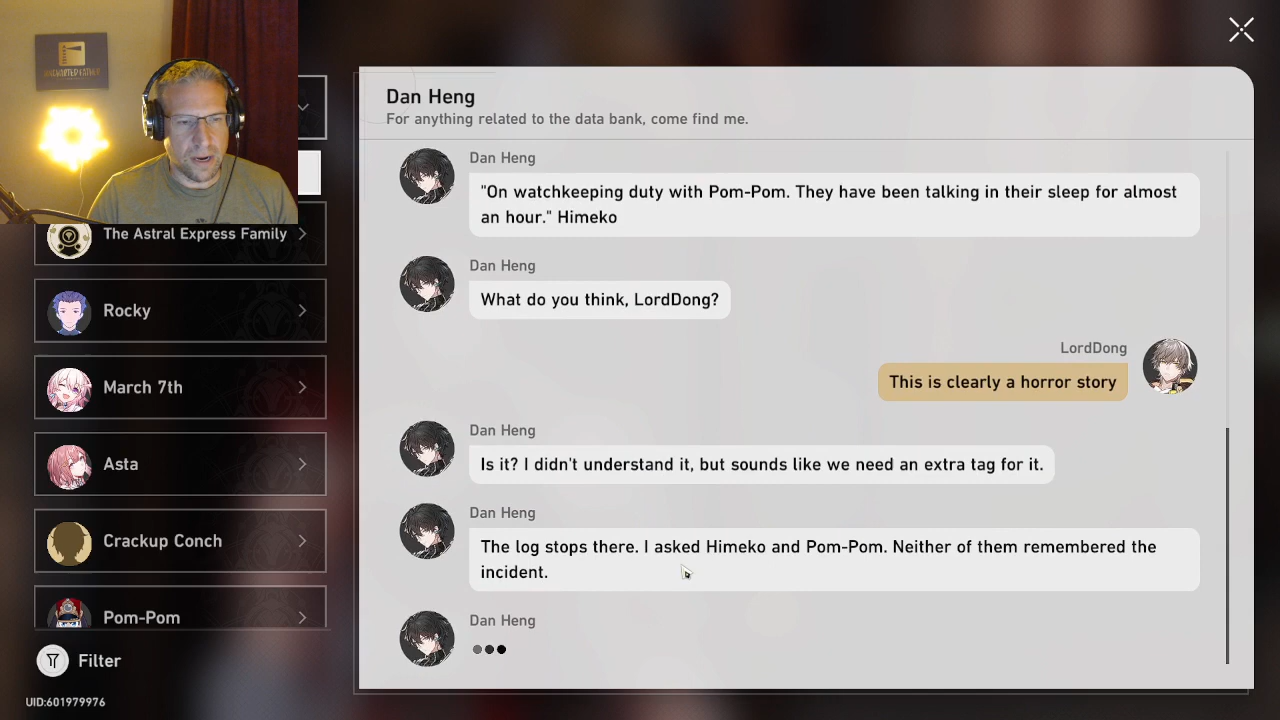 UNCHARTED FATHER
Dan Heng
For anything related to the data bank, come find me.
Dan Heng
"On watchkeeping duty with Pom-Pom. They have been talking in their sleep for almost
an hour." Himeko
Dan Heng
What do you think, LordDong?
LordDong
This is clearly a horror story
Dan Heng
Is it? I didn't understand it, but sounds like we need an extra tag for it.
Dan Heng
The log stops there. I asked Himeko and Pom-Pom. Neither of them remembered the
incident.
Dan Heng
The Astral Express Family
Rocky
March 7th
Asta
Crackup Conch
Pom-Pom
Filter
UID:601979976